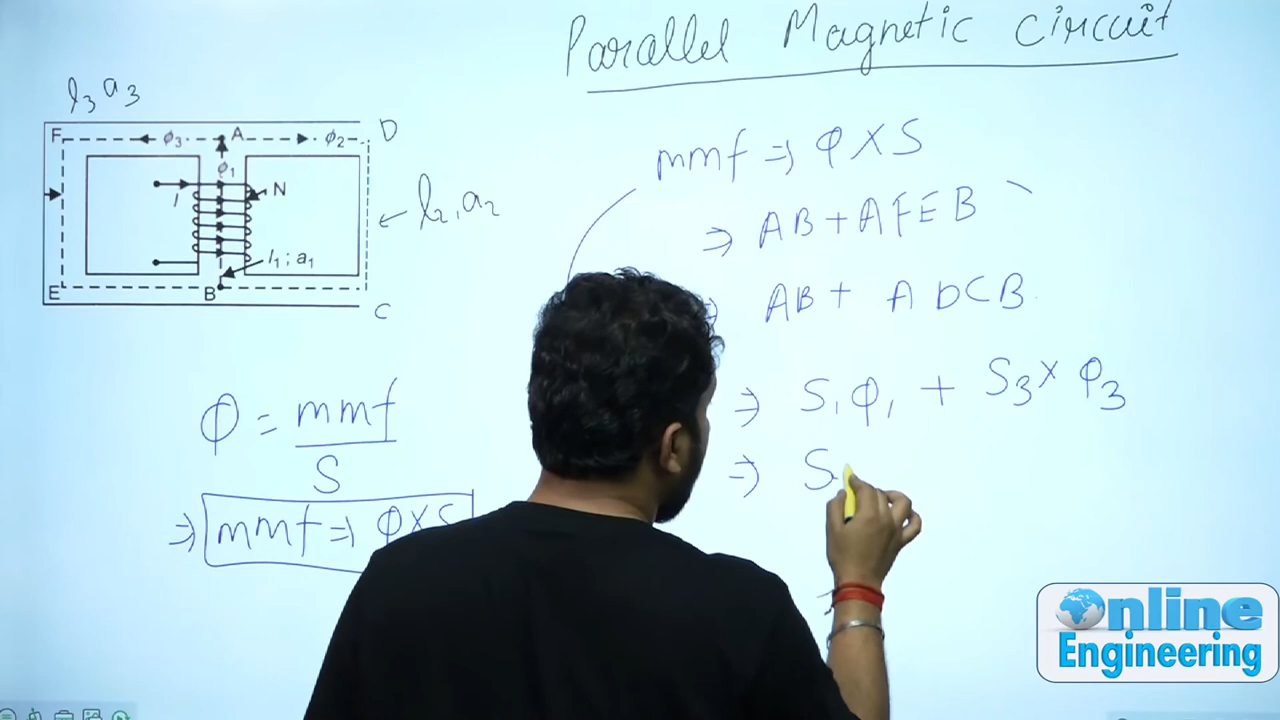 Parallel Magnetic Circuit
l₃ a₃
F φ₃ A φ₂ D
φ₁
I N
l₂, a₂
l₁ ; a₁
E B C
mmf ⇒ φ X S
⇒ AB + AFEB
AB + ADCB
⇒ S₁φ₁ + S₃ x φ₃
⇒ S
φ = mmf
S
⇒ mmf ⇒ φ X S
Online
Engineering